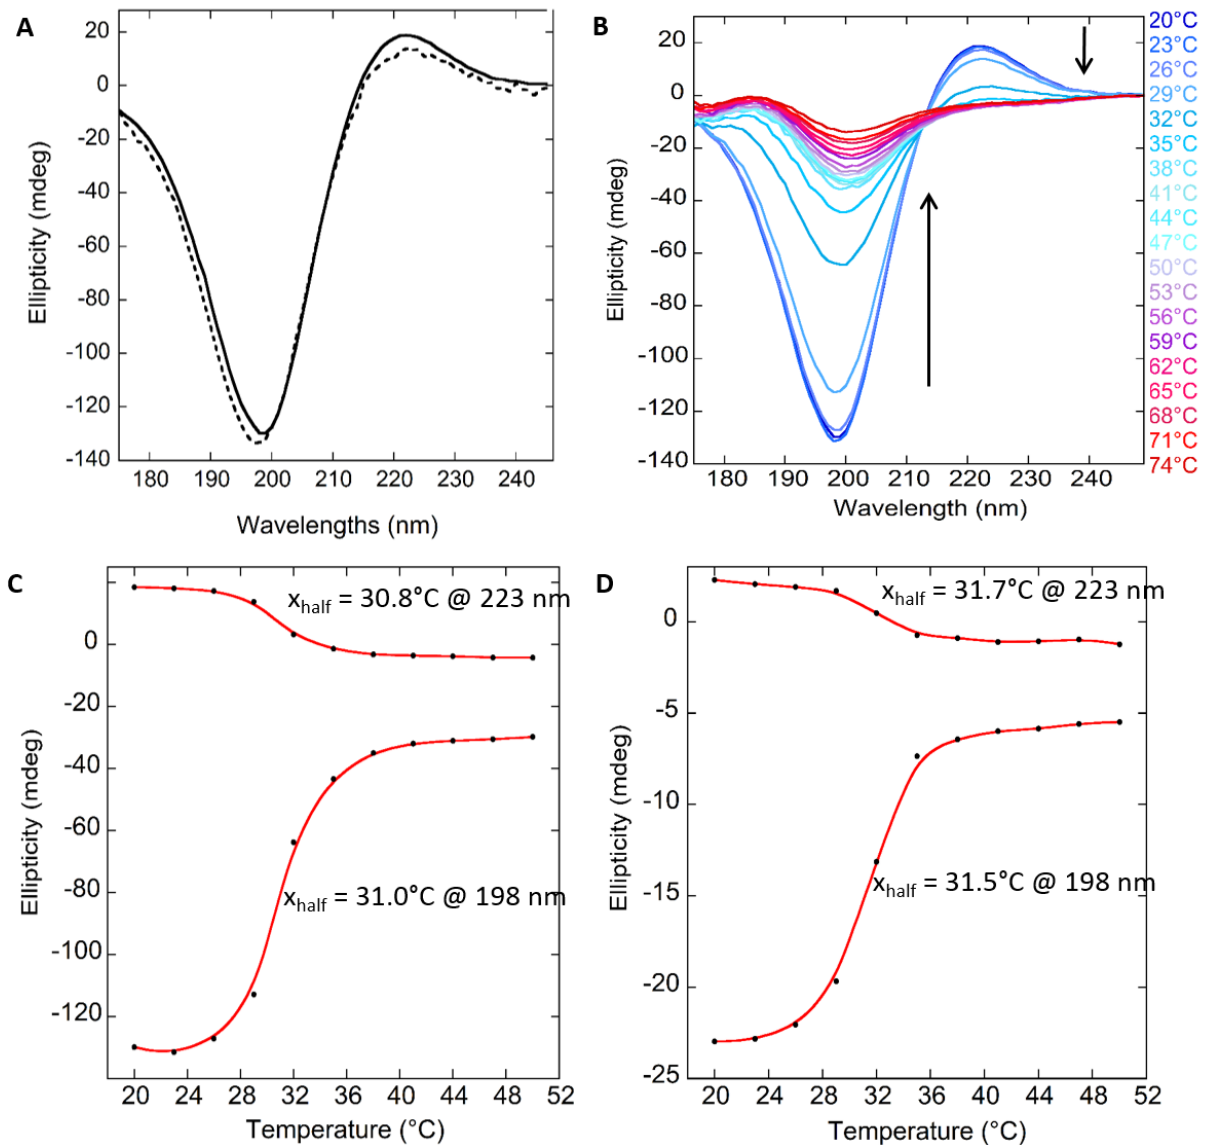 A
20
0
-20
-40
-60
-80
-100
-120
-140
180 190 200 210 220 230 240
Ellipticity (mdeg)
Wavelengths (nm)
B
20
0
-20
-40
-60
-80
-100
-120
-140
180 190 200 210 220 230 240
Ellipticity (mdeg)
Wavelength (nm)
20°C
23°C
26°C
29°C
32°C
35°C
38°C
41°C
44°C
47°C
50°C
53°C
56°C
59°C
62°C
65°C
68°C
71°C
74°C
C
x_half = 30.8°C @ 223 nm
x_half = 31.0°C @ 198 nm
0
-20
-40
-60
-80
-100
-120
20 24 28 32 36 40 44 48 52
Ellipticity (mdeg)
Temperature (°C)
D
x_half = 31.7°C @ 223 nm
x_half = 31.5°C @ 198 nm
0
-5
-10
-15
-20
-25
20 24 28 32 36 40 44 48 52
Ellipticity (mdeg)
Temperature (°C)